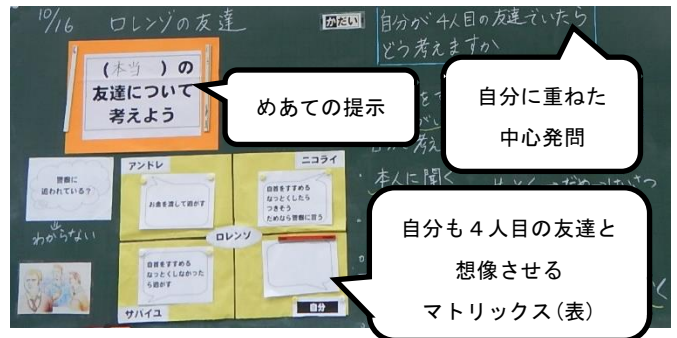 10/16 ロレンゾの友達
かだい
自分が4人目の友達でいたら
どう考えますか
(本当)の
友達について
考えよう
めあての提示
自分に重ねた
中心発問
警察に
追われている?
わからない
アンドレ
お金を渡して逃がす
ニコライ
自首をすすめる
なっとくしたら
つきそう
だめなら警察に言う
ロレンゾ
自首をすすめる
なっとくしなかった
ら逃がす
サバイユ
自分
本人に聞く
自分も4人目の友達と
想像させる
マトリックス(表)